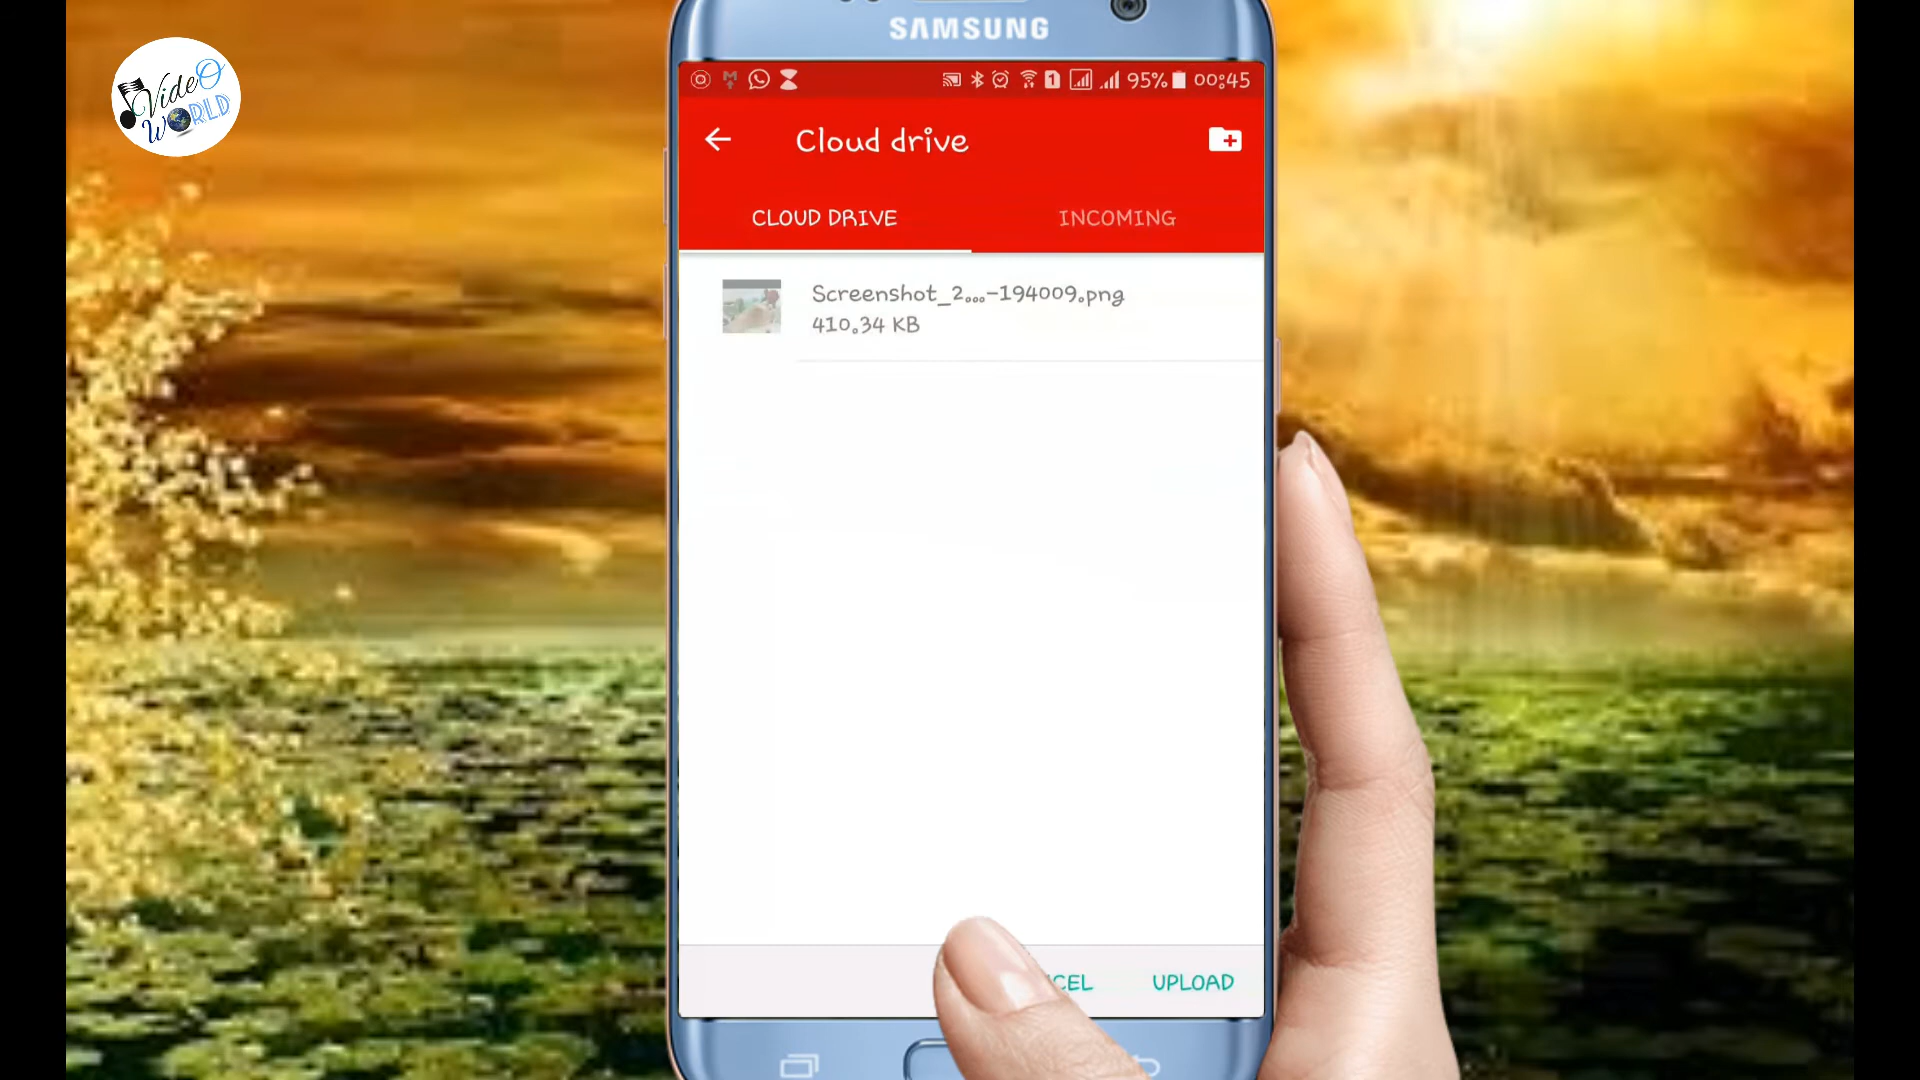 VideO
WORLD
SAMSUNG
1 95% 00:45
Cloud drive
CLOUD DRIVE INCOMING
Screenshot_2...-194009.png
410.34 KB
CEL UPLOAD